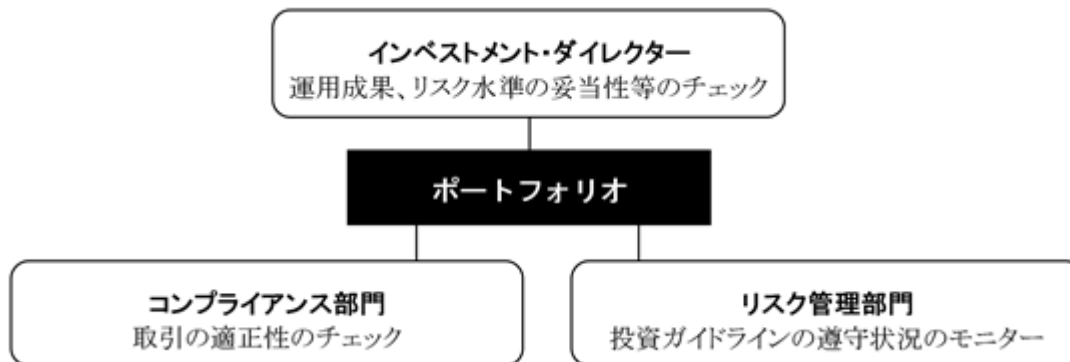 インベストメント・ダイレクター
運用成果、リスク水準の妥当性等のチェック
ポートフォリオ
コンプライアンス部門
取引の適正性のチェック
リスク管理部門
投資ガイドラインの遵守状況のモニター